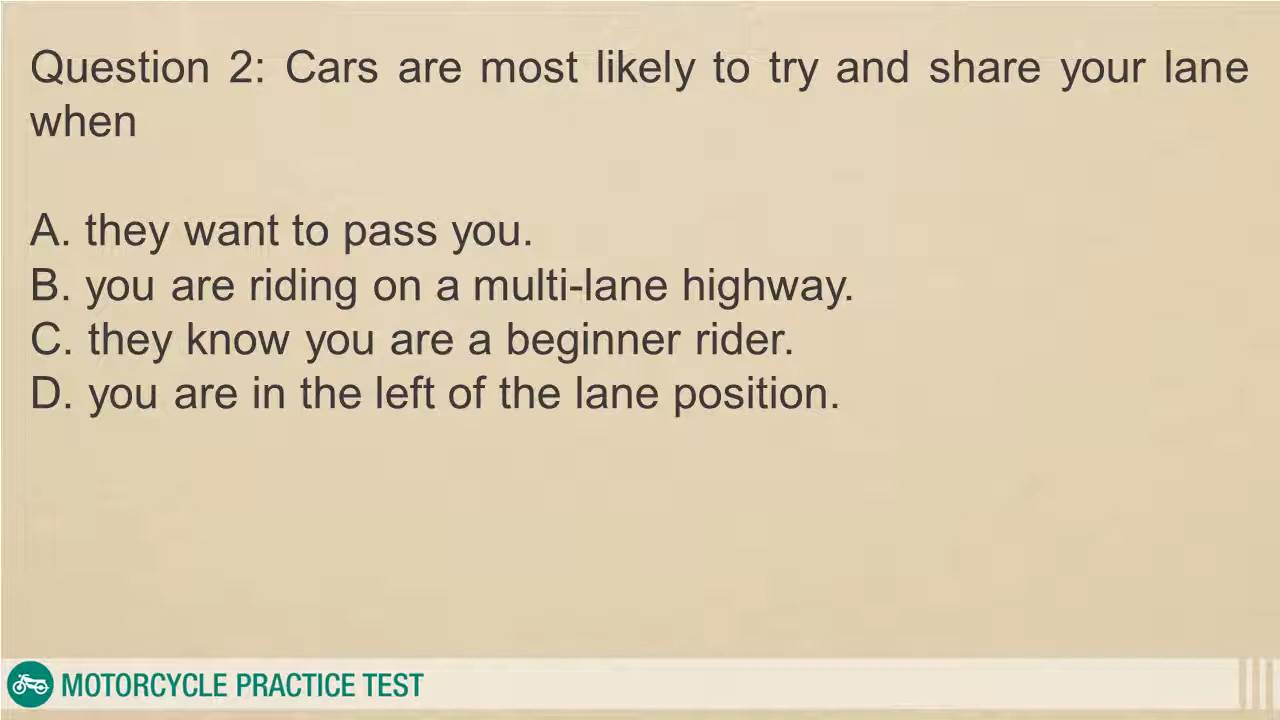 Question 2: Cars are most likely to try and share your lane
when
A. they want to pass you.
B. you are riding on a multi-lane highway.
C. they know you are a beginner rider.
D. you are in the left of the lane position.
MOTORCYCLE PRACTICE TEST